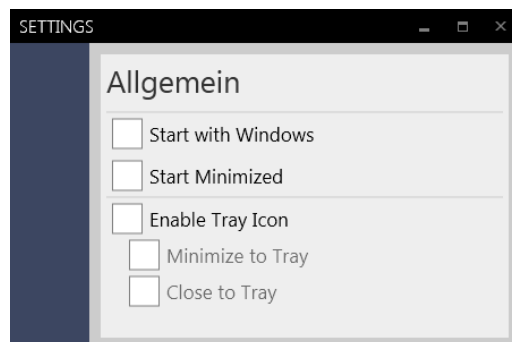 SETTINGS
Allgemein
Start with Windows
Start Minimized
Enable Tray Icon
Minimize to Tray
Close to Tray